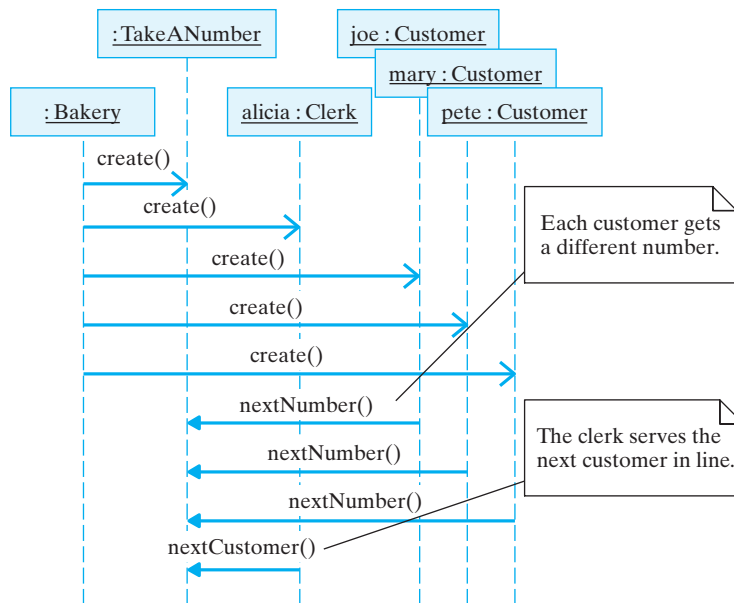 : TakeANumber
joe : Customer
mary : Customer
: Bakery
alicia : Clerk
pete : Customer
create()
create()
Each customer gets
a different number.
create()
create()
create()
nextNumber()
The clerk serves the
next customer in line.
nextNumber()
nextNumber()
nextCustomer()